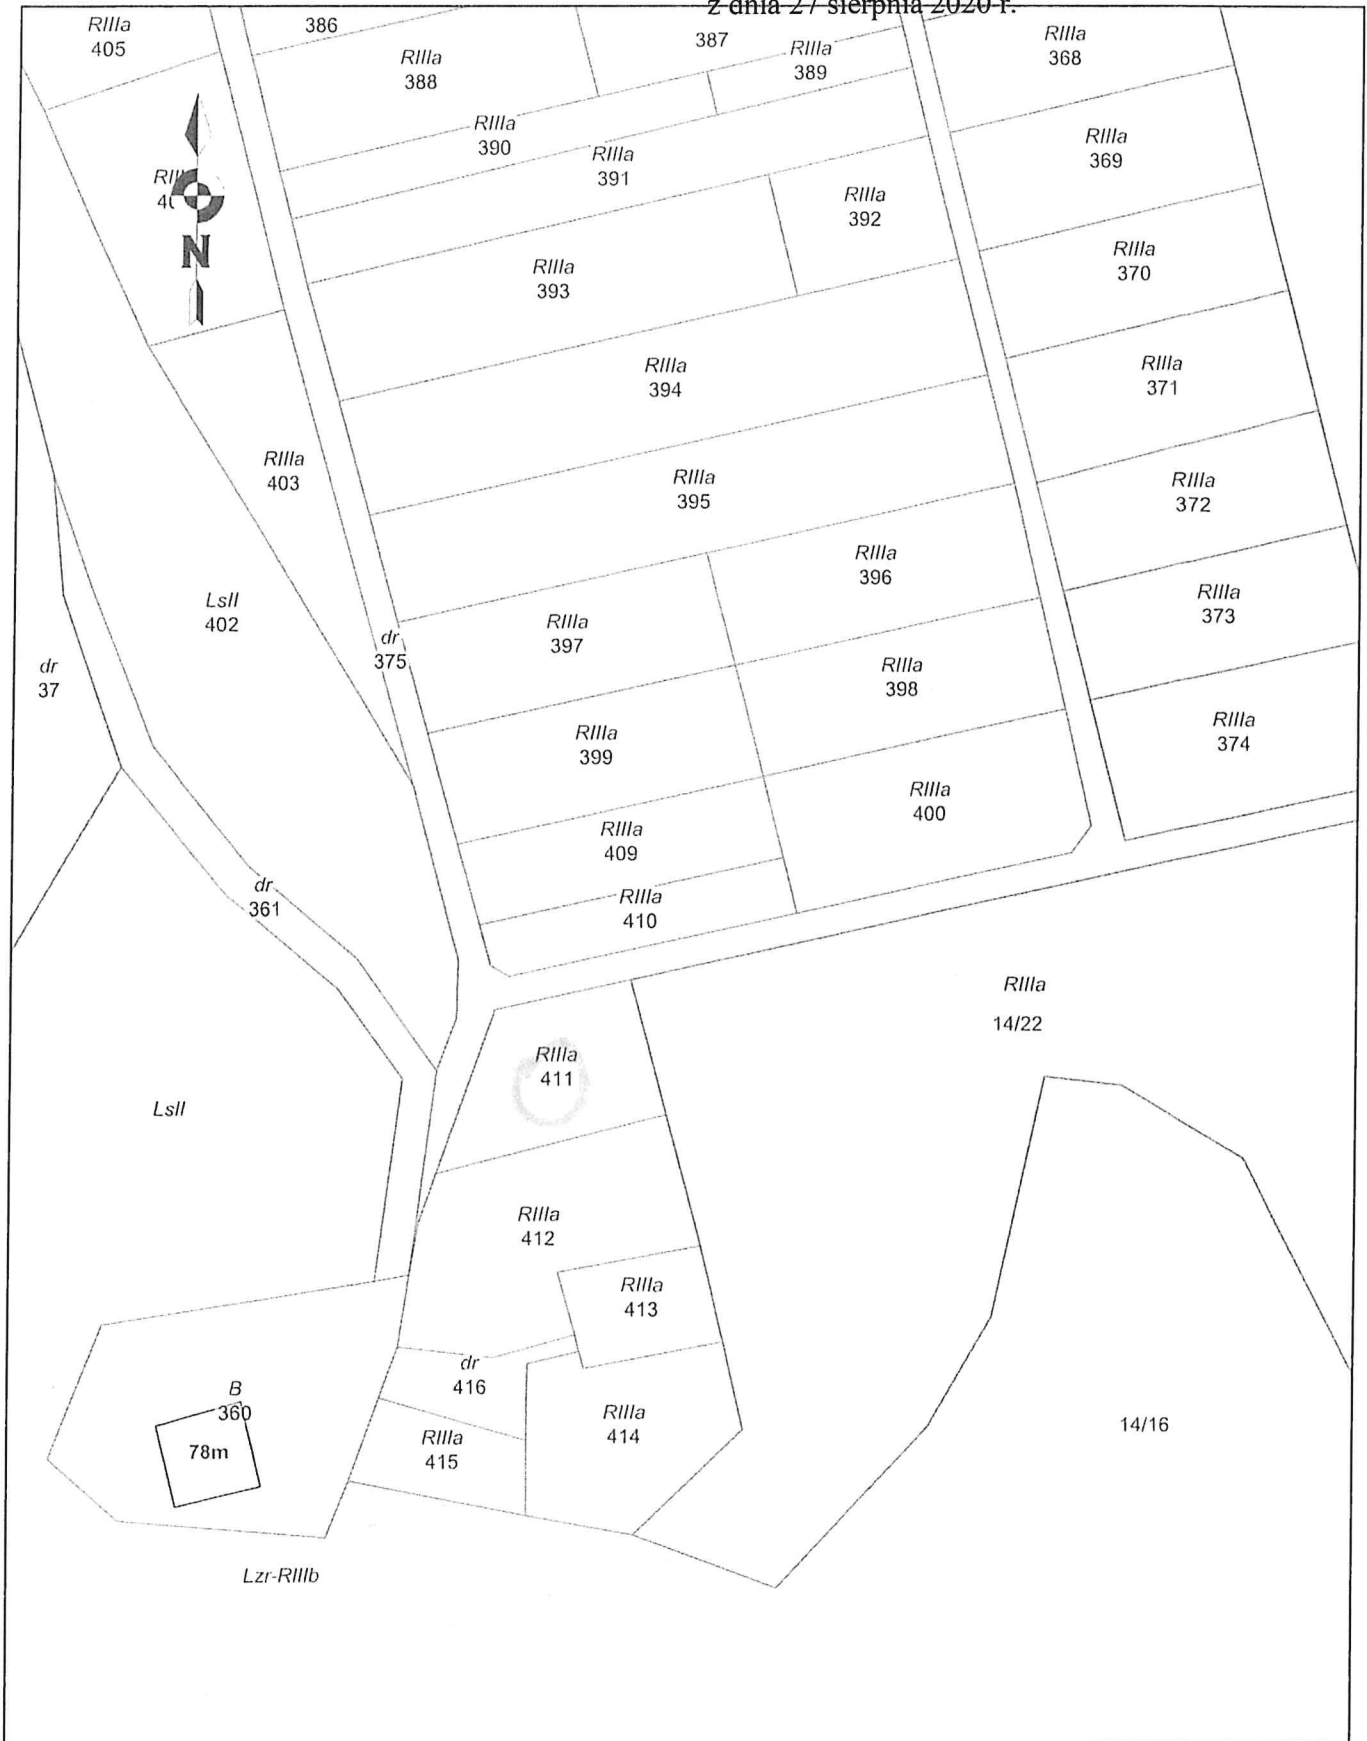 z dnia 27 sierpnia 2020 r.
RIIIa
405
386
RIIIa
388
387
RIIIa
389
RIIIa
368
RIIIa
390
RIIIa
391
RIIIa
369
RIIIa
392
N
RIIIa
393
RIIIa
370
RIIIa
394
RIIIa
371
RIIIa
403
RIIIa
395
RIIIa
372
RIIIa
396
LsII
402
RIIIa
397
RIIIa
373
dr
375
dr
37
RIIIa
398
RIIIa
399
RIIIa
374
RIIIa
400
RIIIa
409
dr
361
RIIIa
410
RIIIa
14/22
RIIIa
411
LsII
RIIIa
412
RIIIa
413
dr
416
B
360
78m
RIIIa
414
RIIIa
415
14/16
Lzr-RIIIb